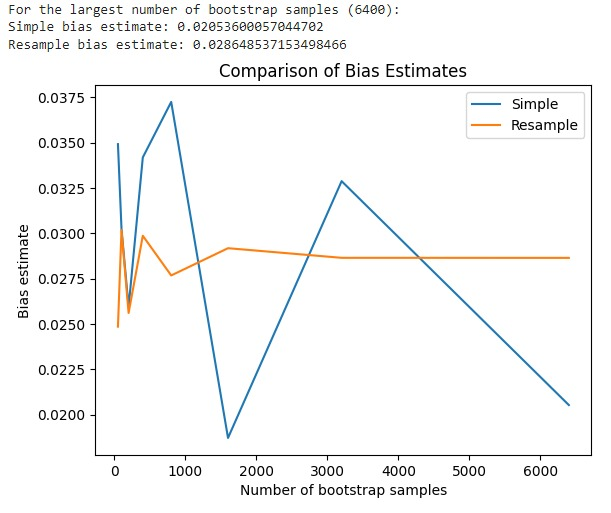 For the largest number of bootstrap samples (6400):
Simple bias estimate: 0.02053600057044702
Resample bias estimate: 0.028648537153498466
Comparison of Bias Estimates
Simple
Resample
0.0375
0.0350
0.0325
0.0300
0.0275
0.0250
0.0225
0.0200
Bias estimate
0 1000 2000 3000 4000 5000 6000
Number of bootstrap samples